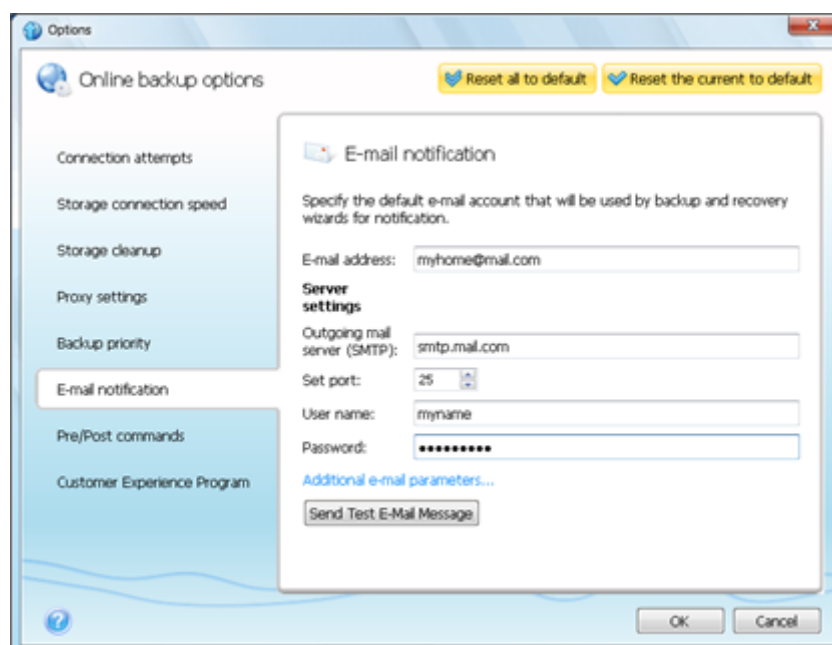 Options
Online backup options
Reset all to default
Reset the current to default
Connection attempts
Storage connection speed
Storage cleanup
Proxy settings
Backup priority
E-mail notification
Pre/Post commands
Customer Experience Program
E-mail notification
Specify the default e-mail account that will be used by backup and recovery
wizards for notification.
E-mail address: myhome@mail.com
Server
settings
Outgoing mail
server (SMTP): smtp.mail.com
Set port: 25
User name: myname
Password: •••••••••
Additional e-mail parameters...
Send Test E-Mail Message
OK
Cancel